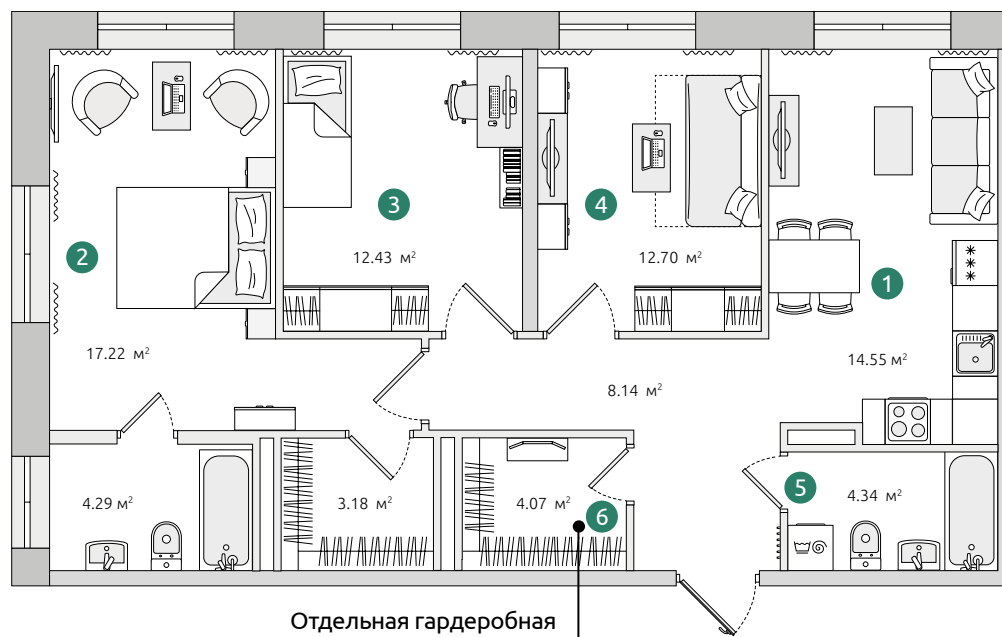 3
4
2
12.43 м²
12.70 м²
1
17.22 м²
14.55 м²
8.14 м²
4.29 м²
3.18 м²
4.07 м²
6
5
4.34 м²
Отдельная гардеробная